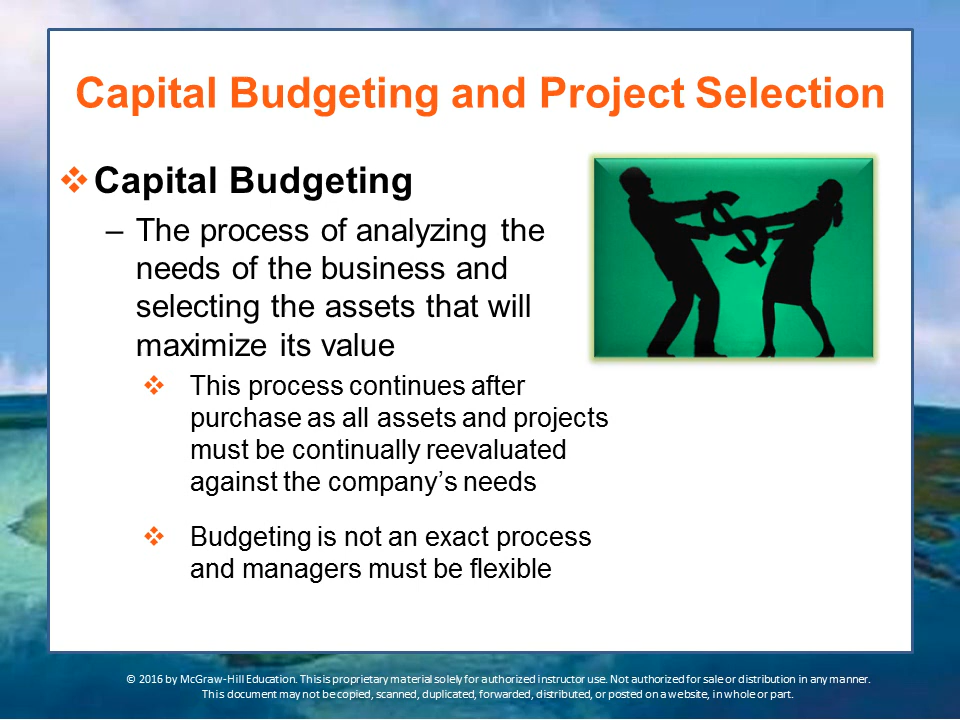 Capital Budgeting and Project Selection
❖ Capital Budgeting
– The process of analyzing the
needs of the business and
selecting the assets that will
maximize its value
❖ This process continues after
purchase as all assets and projects
must be continually reevaluated
against the company’s needs
❖ Budgeting is not an exact process
and managers must be flexible
$
© 2016 by McGraw-Hill Education. This is proprietary material solely for authorized instructor use. Not authorized for sale or distribution in any manner.
This document may not be copied, scanned, duplicated, forwarded, distributed, or posted on a website, in whole or part.